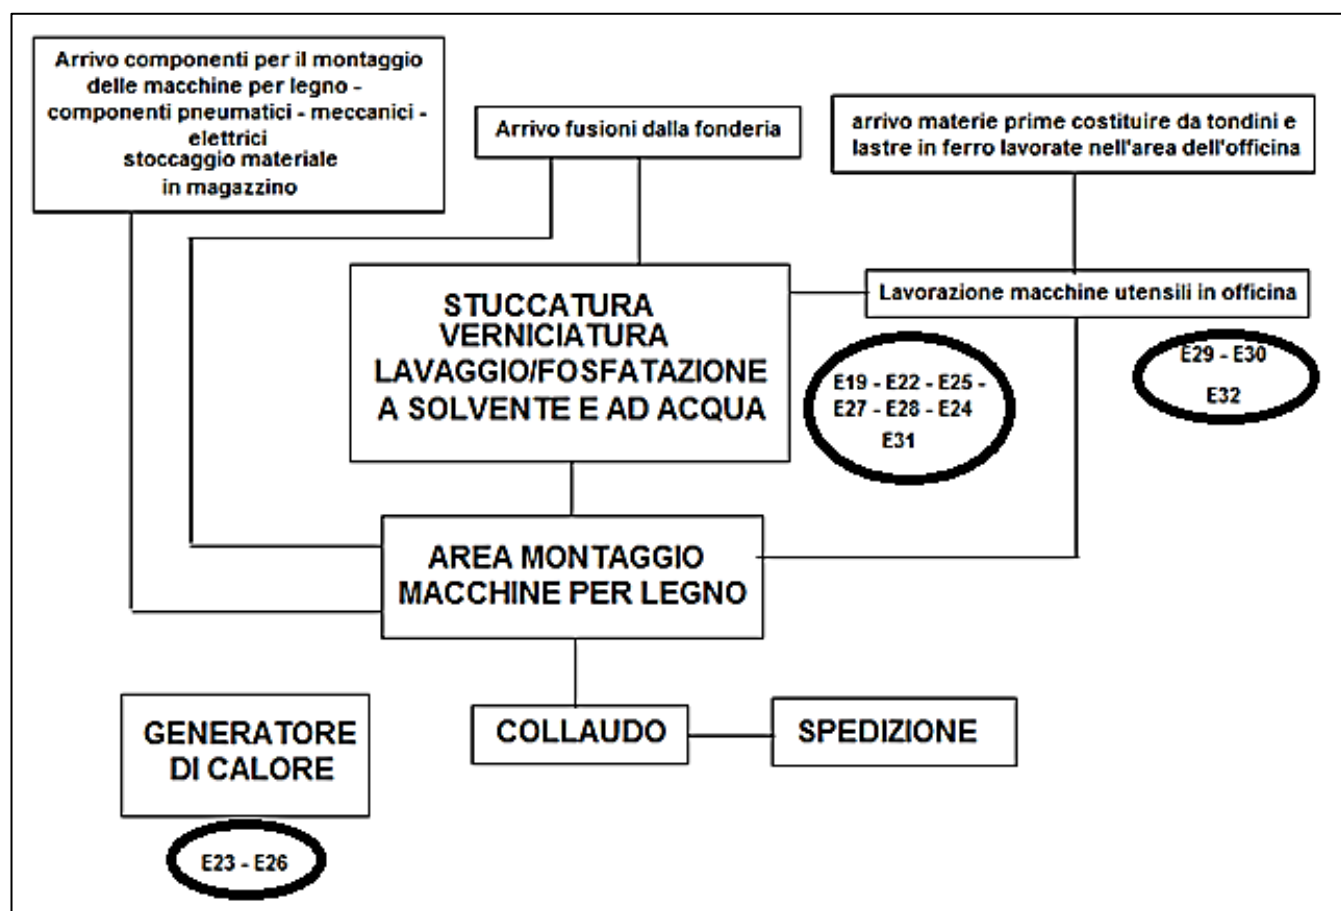 Arrivo componenti per il montaggio
delle macchine per legno -
componenti pneumatici - meccanici -
elettrici
stoccaggio materiale
in magazzino
Arrivo fusioni dalla fonderia
arrivo materie prime costituire da tondini e
lastre in ferro lavorate nell'area dell'officina
STUCCATURA
VERNICIATURA
LAVAGGIO/FOSFATAZIONE
A SOLVENTE E AD ACQUA
Lavorazione macchine utensili in officina
E19 - E22 - E25 -
E27 - E28 - E24
E31
E29 - E30
E32
AREA MONTAGGIO
MACCHINE PER LEGNO
GENERATORE
DI CALORE
COLLAUDO
SPEDIZIONE
E23 - E26